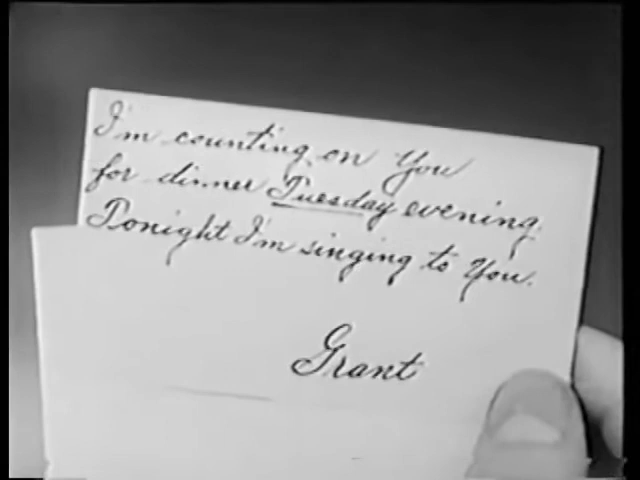 I'm counting on You
for dinner Tuesday evening.
Tonight I'm singing to You.
Grant